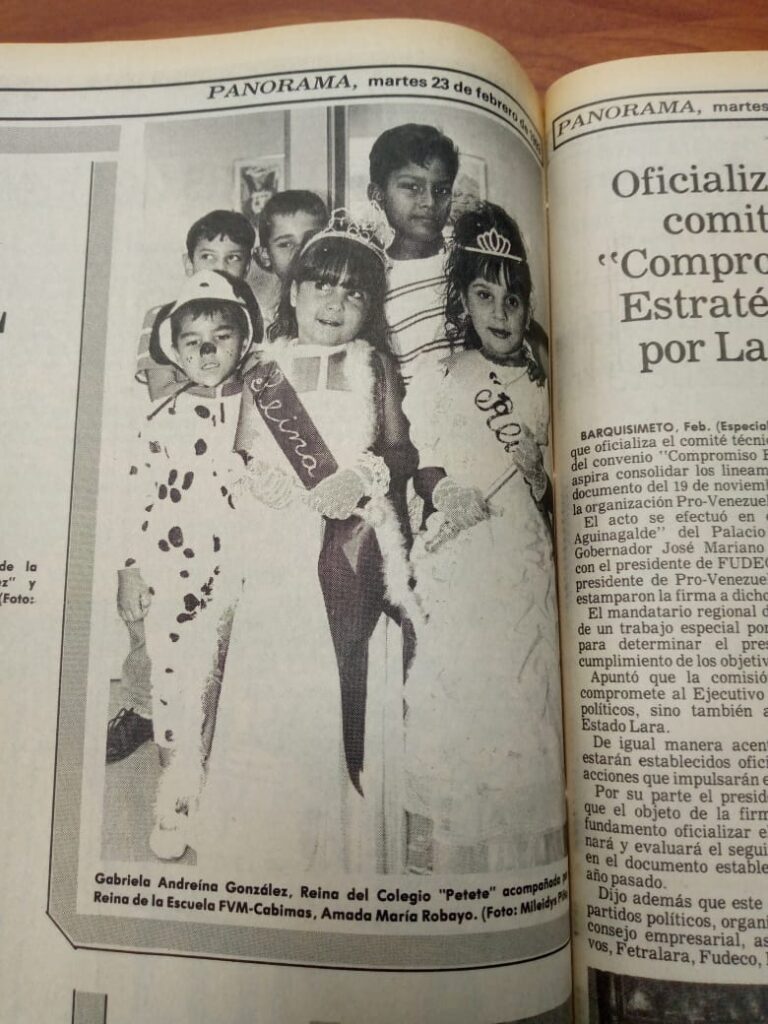 PANORAMA, martes 23 de febrero de
de la
ez" y
(Foto:
Reina
Gabriela Andreína González, Reina del Colegio "Petete" acompañada
Reina de la Escuela FVM-Cabimas, Amada María Robayo. (Foto: Mileidys
PANORAMA, martes
Oficializ
comit
"Compro
Estraté
por La
BARQUISIMETO, Feb. (Especial
que oficializa el comité técnic
del convenio "Compromiso E
aspira consolidar los lineam
documento del 19 de noviemb
la organización Pro-Venezuel
El acto se efectuó en
Aguinagalde" del Palacio
Gobernador José Mariano
con el presidente de FUDEC
presidente de Pro-Venezuel
estamparon la firma a dicho
El mandatario regional d
de un trabajo especial por
para determinar el pres
cumplimiento de los objetiv
Apuntó que la comisió
compromete al Ejecutivo
políticos, sino también a
Estado Lara.
De igual manera acent
estarán establecidos ofici
acciones que impulsarán e
Por su parte el presid
que el objeto de la firm
fundamento oficializar el
nará y evaluará el segui
en el documento estable
año pasado.
Dijo además que este
partidos políticos, organi
consejo empresarial, as
vos, Fetralara, Fudeco,